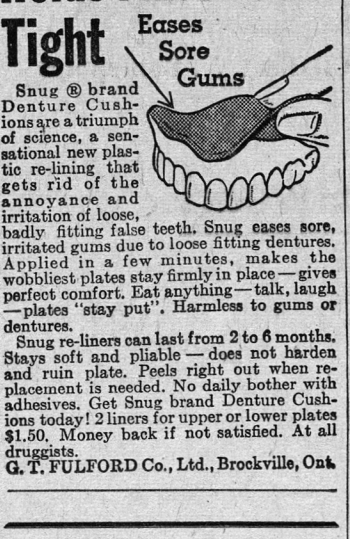 Tight
Eases
Sore
Gums
Snug ® brand
Denture Cush-
ions are a triumph
of science, a sen-
sational new plas-
tic re-lining that
gets rid of the
annoyance and
irritation of loose,
badly fitting false teeth. Snug eases sore,
irritated gums due to loose fitting dentures.
Applied in a few minutes, makes the
wobbliest plates stay firmly in place—gives
perfect comfort. Eat anything—talk, laugh
—plates "stay put". Harmless to gums or
dentures.
Snug re-liners can last from 2 to 6 months.
Stays soft and pliable — does not harden
and ruin plate. Peels right out when re-
placement is needed. No daily bother with
adhesives. Get Snug brand Denture Cush-
ions today! 2 liners for upper or lower plates
$1.50. Money back if not satisfied. At all
druggists.
G. T. FULFORD Co., Ltd., Brockville, Ont.